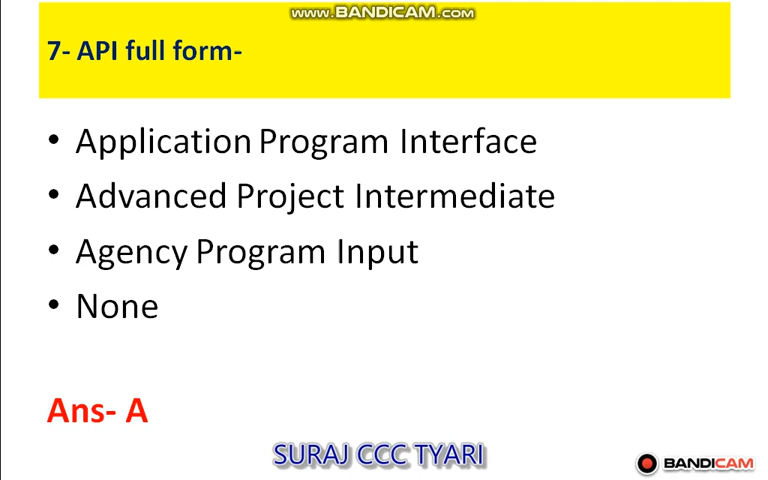 www.BANDICAM.com
7- API full form-
• Application Program Interface
• Advanced Project Intermediate
• Agency Program Input
• None
Ans- A
SURAJ CCC TYARI
BANDICAM